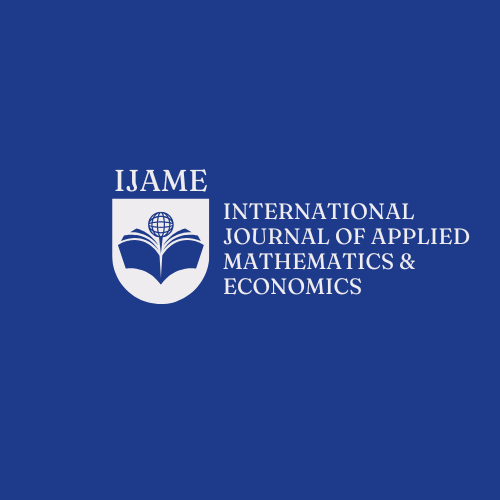 IJAME
INTERNATIONAL
JOURNAL OF APPLIED
MATHEMATICS &
ECONOMICS